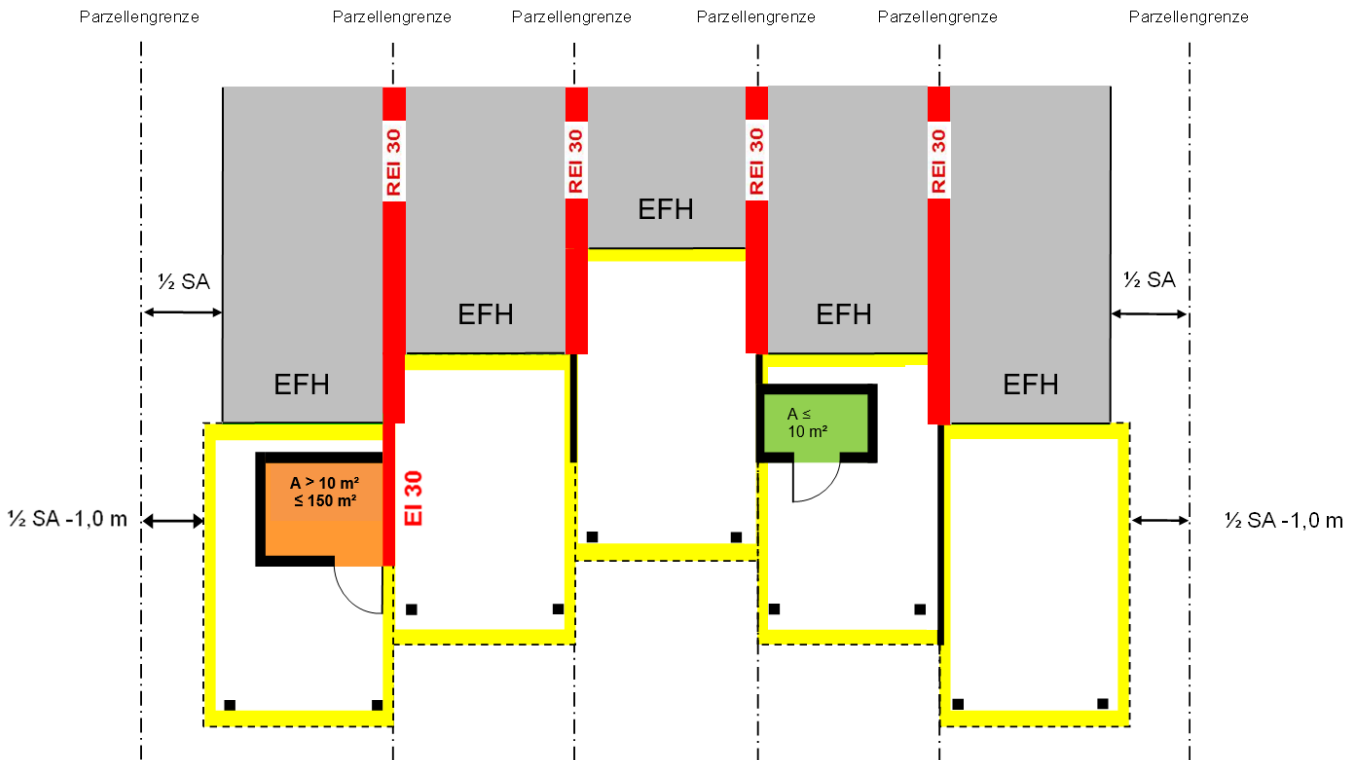 Parzellengrenze Parzellengrenze Parzellengrenze Parzellengrenze Parzellengrenze Parzellengrenze
REI 30 REI 30 REI 30 REI 30
EFH
½ SA ½ SA
EFH EFH
EFH EFH
A ≤
10 m²
A > 10 m²
≤ 150 m²
EI 30
½ SA -1,0 m ½ SA -1,0 m